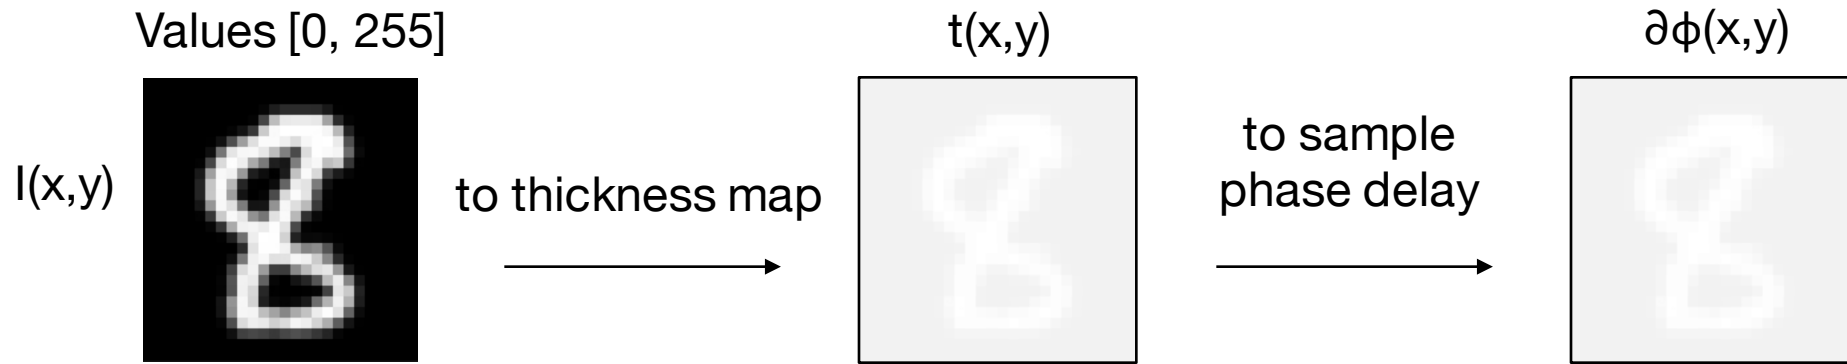 Values [0, 255]
t(x,y)
∂ϕ(x,y)
I(x,y)
to thickness map
to sample
phase delay